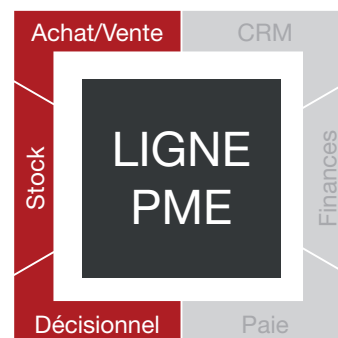 Achat/Vente
CRM
Stock
LIGNE
PME
Finances
Décisionnel
Paie